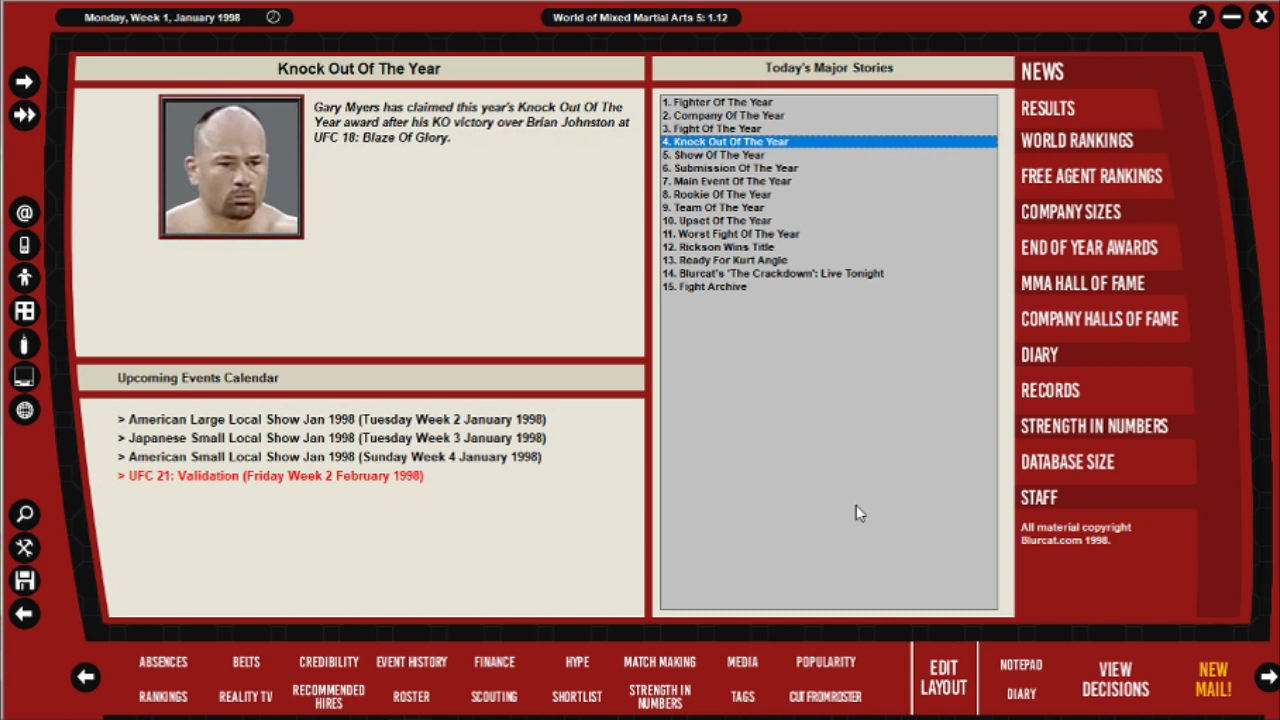 Monday, Week 1, January 1998
World of Mixed Martial Arts 5: 1.12
?
X
Knock Out Of The Year
Gary Myers has claimed this year's Knock Out Of The
Year award after his KO victory over Brian Johnston at
UFC 18: Blaze Of Glory.
Upcoming Events Calendar
> American Large Local Show Jan 1998 (Tuesday Week 2 January 1998)
> Japanese Small Local Show Jan 1998 (Tuesday Week 3 January 1998)
> American Small Local Show Jan 1998 (Sunday Week 4 January 1998)
> UFC 21: Validation (Friday Week 2 February 1998)
Today's Major Stories
1. Fighter Of The Year
2. Company Of The Year
3. Fight Of The Year
4. Knock Out Of The Year
5. Show Of The Year
6. Submission Of The Year
7. Main Event Of The Year
8. Rookie Of The Year
9. Team Of The Year
10. Upset Of The Year
11. Worst Fight Of The Year
12. Rickson Wins Title
13. Ready For Kurt Angle
14. Blurcat's 'The Crackdown': Live Tonight
15. Fight Archive
NEWS
RESULTS
WORLD RANKINGS
FREE AGENT RANKINGS
COMPANY SIZES
END OF YEAR AWARDS
MMA HALL OF FAME
COMPANY HALLS OF FAME
DIARY
RECORDS
STRENGTH IN NUMBERS
DATABASE SIZE
STAFF
All material copyright
Blurcat.com 1998.
@
ABSENCES
BELTS
CREDIBILITY
EVENT HISTORY
FINANCE
HYPE
MATCH MAKING
MEDIA
POPULARITY
RANKINGS
REALITY TV
RECOMMENDED
HIRES
ROSTER
SCOUTING
SHORTLIST
STRENGTH IN
NUMBERS
TAGS
CUT FROM ROSTER
EDIT
LAYOUT
NOTEPAD
DIARY
VIEW
DECISIONS
NEW
MAIL!